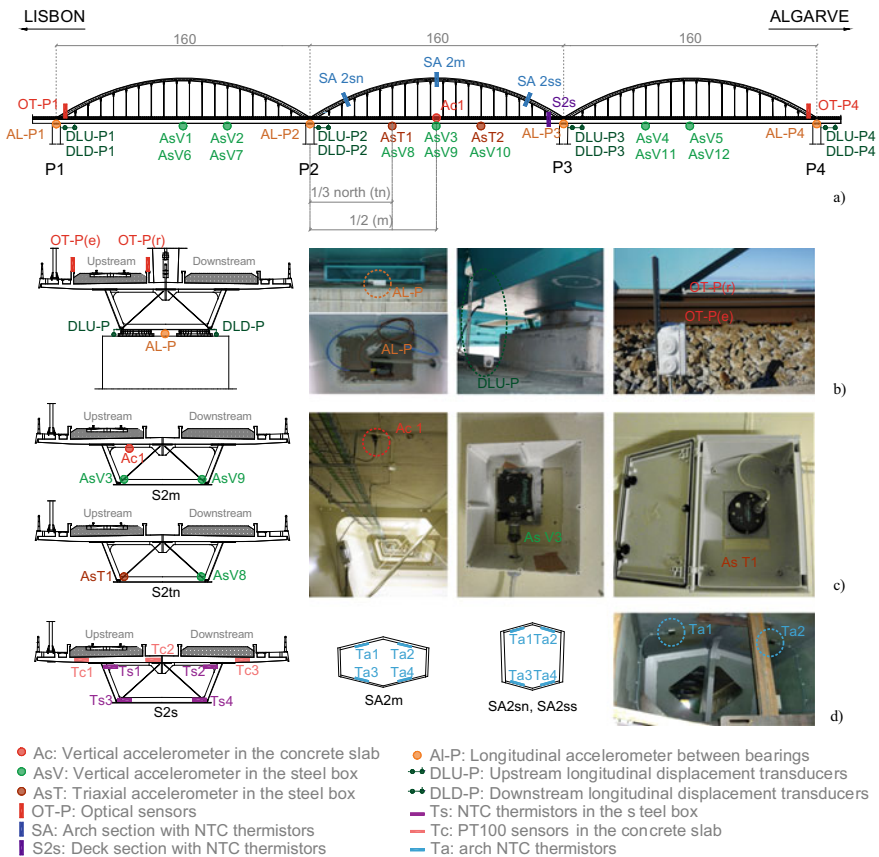 LISBON
ALGARVE
160 160 160
SA 2sn SA 2m SA 2ss
OT-P1 Ac1 S2s OT-P4
AL-P1 AL-P2 AL-P3 AL-P4
DLU-P1 DLU-P2 DLU-P3 DLU-P4
DLD-P1 DLD-P2 DLD-P3 DLD-P4
AsV1 AsV2 AsT1 AsV3 AsT2 AsV4 AsV5
AsV6 AsV7 AsV8 AsV9 AsV10 AsV11 AsV12
P1 P2 P3 P4
1/3 north (tn)
1/2 (m)
a)
OT-P(e) OT-P(r)
Upstream Downstream
DLU-P DLD-P
AL-P
AL-P
AL-P
DLU-P
OT-P(r)
OT-P(e)
b)
Upstream Downstream
Ac1
AsV3 AsV9
S2m
Upstream Downstream
AsT1 AsV8
S2tn
Ac 1
As V3
As T1
c)
Upstream Downstream
Tc2
Tc1 Ts1 Ts2 Tc3
Ts3 Ts4
S2s
Ta1 Ta2
Ta3 Ta4
SA2m
Ta1 Ta2
Ta3 Ta4
SA2sn, SA2ss
Ta1 Ta2
d)
Ac: Vertical accelerometer in the concrete slab
AsV: Vertical accelerometer in the steel box
AsT: Triaxial accelerometer in the steel box
OT-P: Optical sensors
SA: Arch section with NTC thermistors
S2s: Deck section with NTC thermistors
Al-P: Longitudinal accelerometer between bearings
DLU-P: Upstream longitudinal displacement transducers
DLD-P: Downstream longitudinal displacement transducers
Ts: NTC thermistors in the s teel box
Tc: PT100 sensors in the concrete slab
Ta: arch NTC thermistors